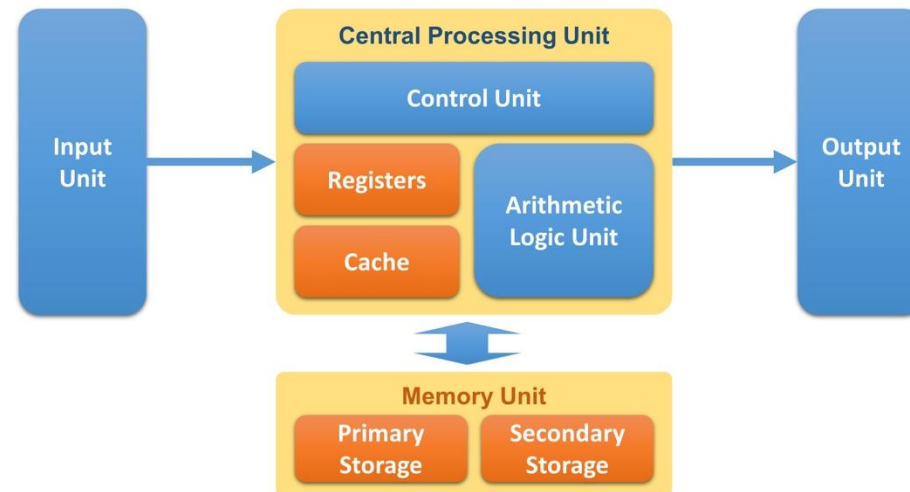 Central Processing Unit
Control Unit
Input
Unit
Registers
Cache
Arithmetic
Logic Unit
Output
Unit
Memory Unit
Primary
Storage
Secondary
Storage